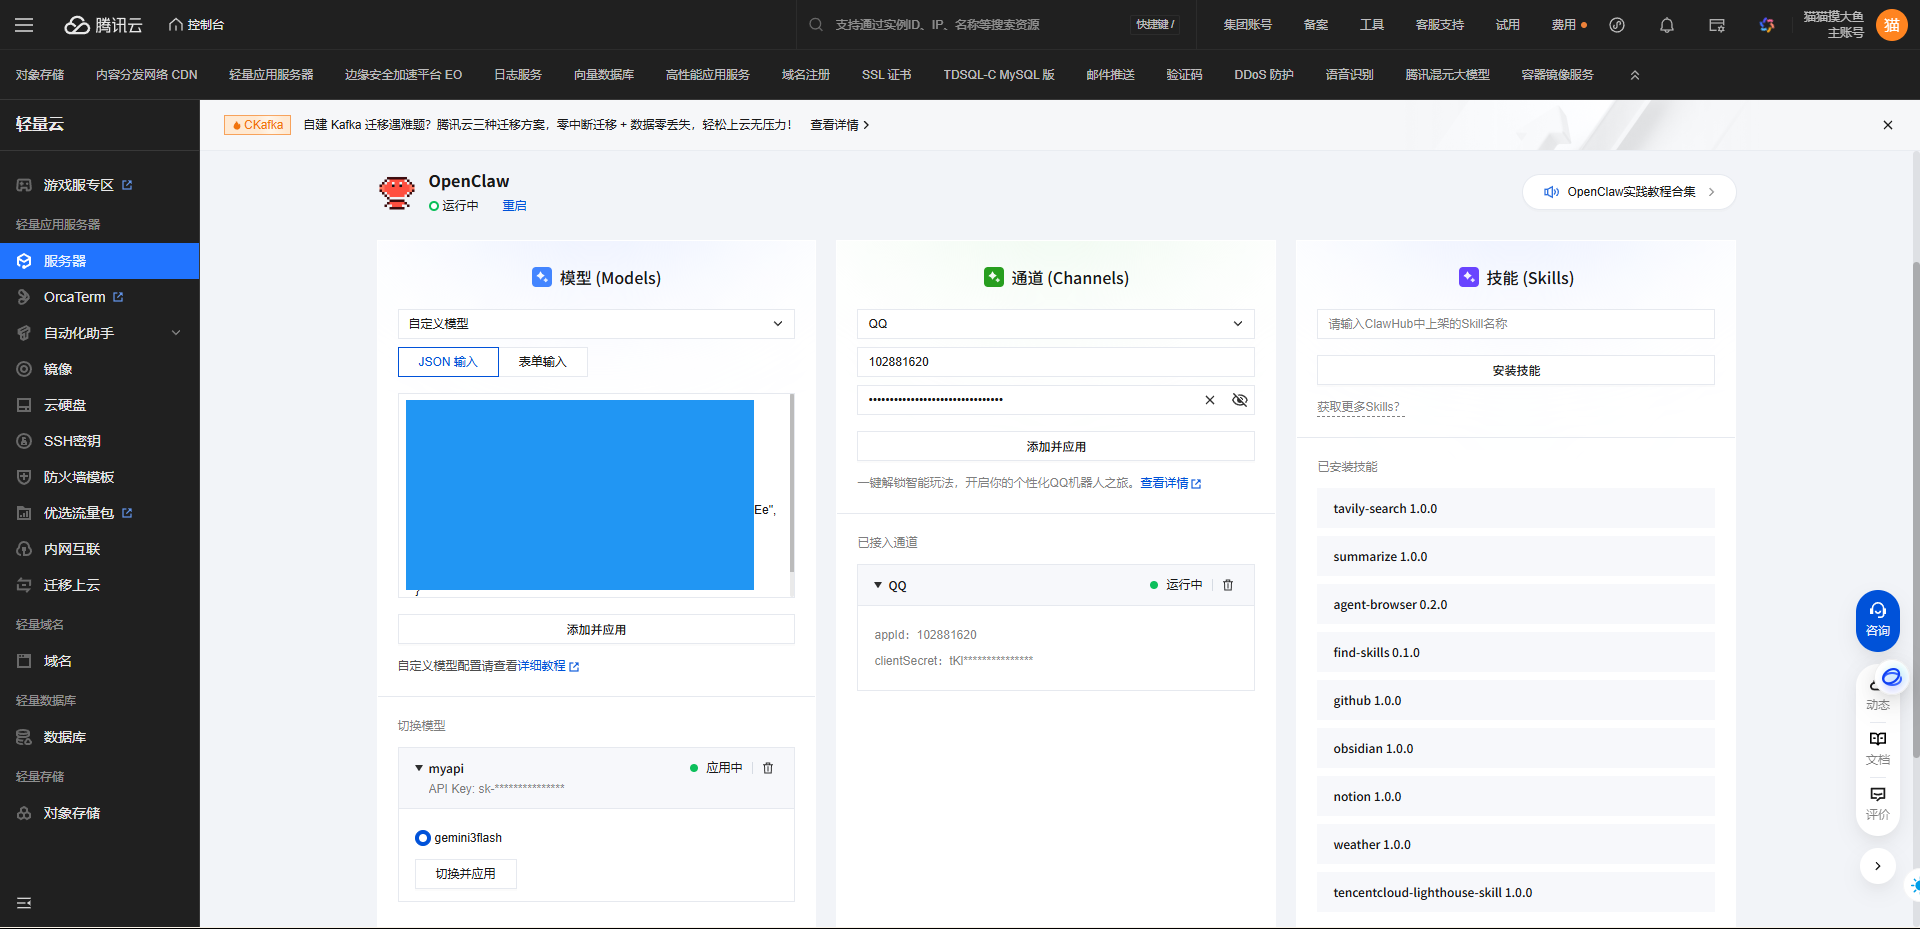 腾讯云
控制台
支持通过实例ID、IP、名称等搜索资源
快捷键 /
集团账号
备案
工具
客服支持
试用
费用
猫猫摸大鱼
主账号
猫
对象存储
内容分发网络 CDN
轻量应用服务器
边缘安全加速平台 EO
日志服务
向量数据库
高性能应用服务
域名注册
SSL 证书
TDSQL-C MySQL 版
邮件推送
验证码
DDoS 防护
语音识别
腾讯混元大模型
容器镜像服务
轻量云
游戏服专区
轻量应用服务器
服务器
OrcaTerm
自动化助手
镜像
云硬盘
SSH密钥
防火墙模板
优选流量包
内网互联
迁移上云
轻量域名
域名
轻量数据库
数据库
轻量存储
对象存储
CKafka
自建 Kafka 迁移遇难题？腾讯云三种迁移方案，零中断迁移 + 数据零丢失，轻松上云无压力！
查看详情
OpenClaw
运行中
重启
OpenClaw实践教程合集
模型 (Models)
自定义模型
JSON 输入
表单输入
Ee",
}
添加并应用
自定义模型配置请查看详细教程
切换模型
myapi
应用中
API Key: sk-***************
gemini3flash
切换并应用
通道 (Channels)
QQ
102881620
••••••••••••••••••••••••••••••••
添加并应用
一键解锁智能玩法，开启你的个性化QQ机器人之旅。查看详情
已接入通道
QQ
运行中
appId：102881620
clientSecret：tKl***************
技能 (Skills)
请输入ClawHub中上架的Skill名称
安装技能
获取更多Skills?
已安装技能
tavily-search 1.0.0
summarize 1.0.0
agent-browser 0.2.0
find-skills 0.1.0
github 1.0.0
obsidian 1.0.0
notion 1.0.0
weather 1.0.0
tencentcloud-lighthouse-skill 1.0.0
咨询
动态
文档
评价